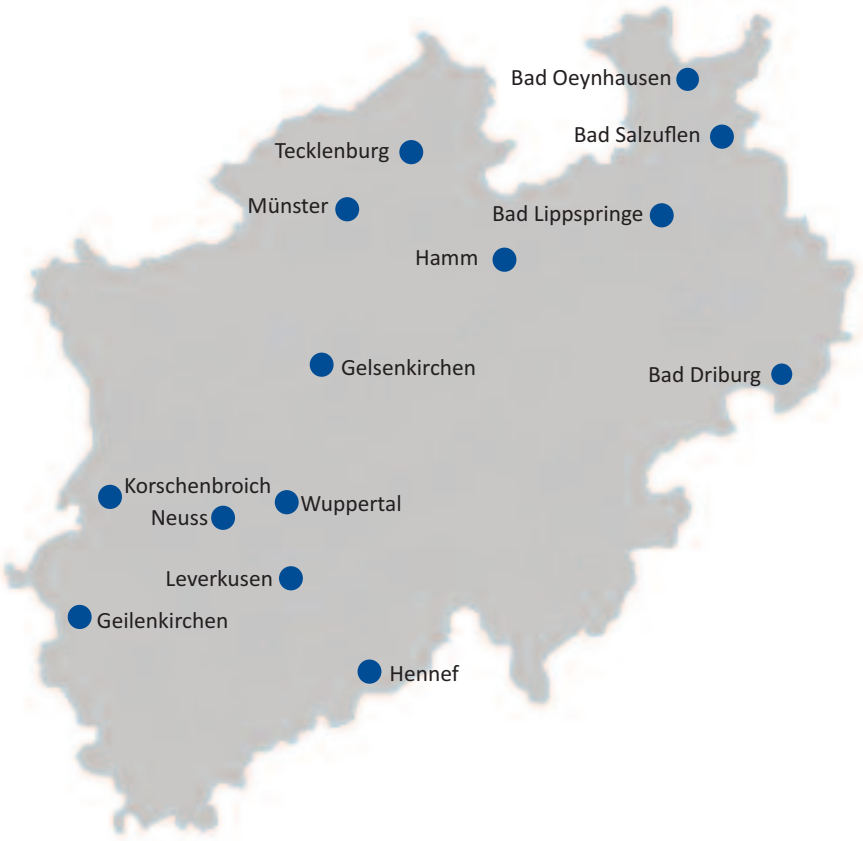 Bad Oeynhausen
Bad Salzuflen
Tecklenburg
Münster
Bad Lippspringe
Hamm
Gelsenkirchen
Bad Driburg
Korschenbroich
Wuppertal
Neuss
Leverkusen
Geilenkirchen
Hennef